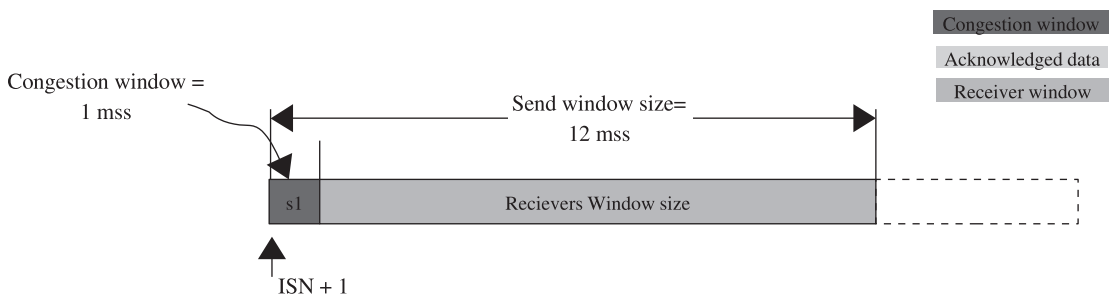 Congestion window
Acknowledged data
Receiver window
Congestion window =
1 mss
Send window size=
12 mss
s1
Recievers Window size
ISN + 1